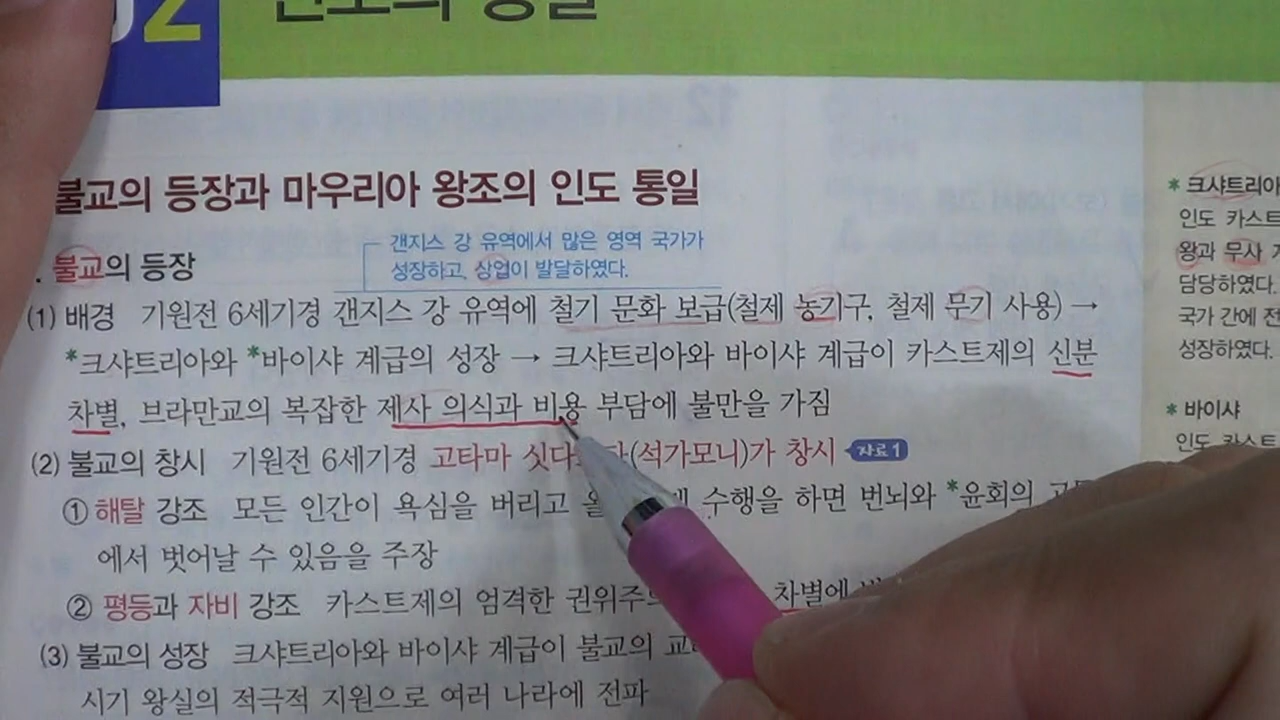 2
불교의 등장과 마우리아 왕조의 인도 통일
갠지스 강 유역에서 많은 영역 국가가
성장하고, 상업이 발달하였다.
. 불교의 등장
(1) 배경 기원전 6세기경 갠지스 강 유역에 철기 문화 보급(철제 농기구, 철제 무기 사용) →
*크샤트리아와 *바이샤 계급의 성장 → 크샤트리아와 바이샤 계급이 카스트제의 신분
차별, 브라만교의 복잡한 제사 의식과 비용 부담에 불만을 가짐
(2) 불교의 창시 기원전 6세기경 고타마 (석가모니)가 창시 자료1
① 해탈 강조 모든 인간이 욕심을 버리고 수행을 하면 번뇌와 *윤회의
에서 벗어날 수 있음을 주장
② 평등과 자비 강조 카스트제의 엄격한 차별에
(3) 불교의 성장 크샤트리아와 바이샤 계급이 불교의
시기 왕실의 적극적 지원으로 여러 나라에 전파
* 크샤트리아
인도
왕과 무사
담당하였다.
국가 간에
성장하였다.
* 바이샤
인도